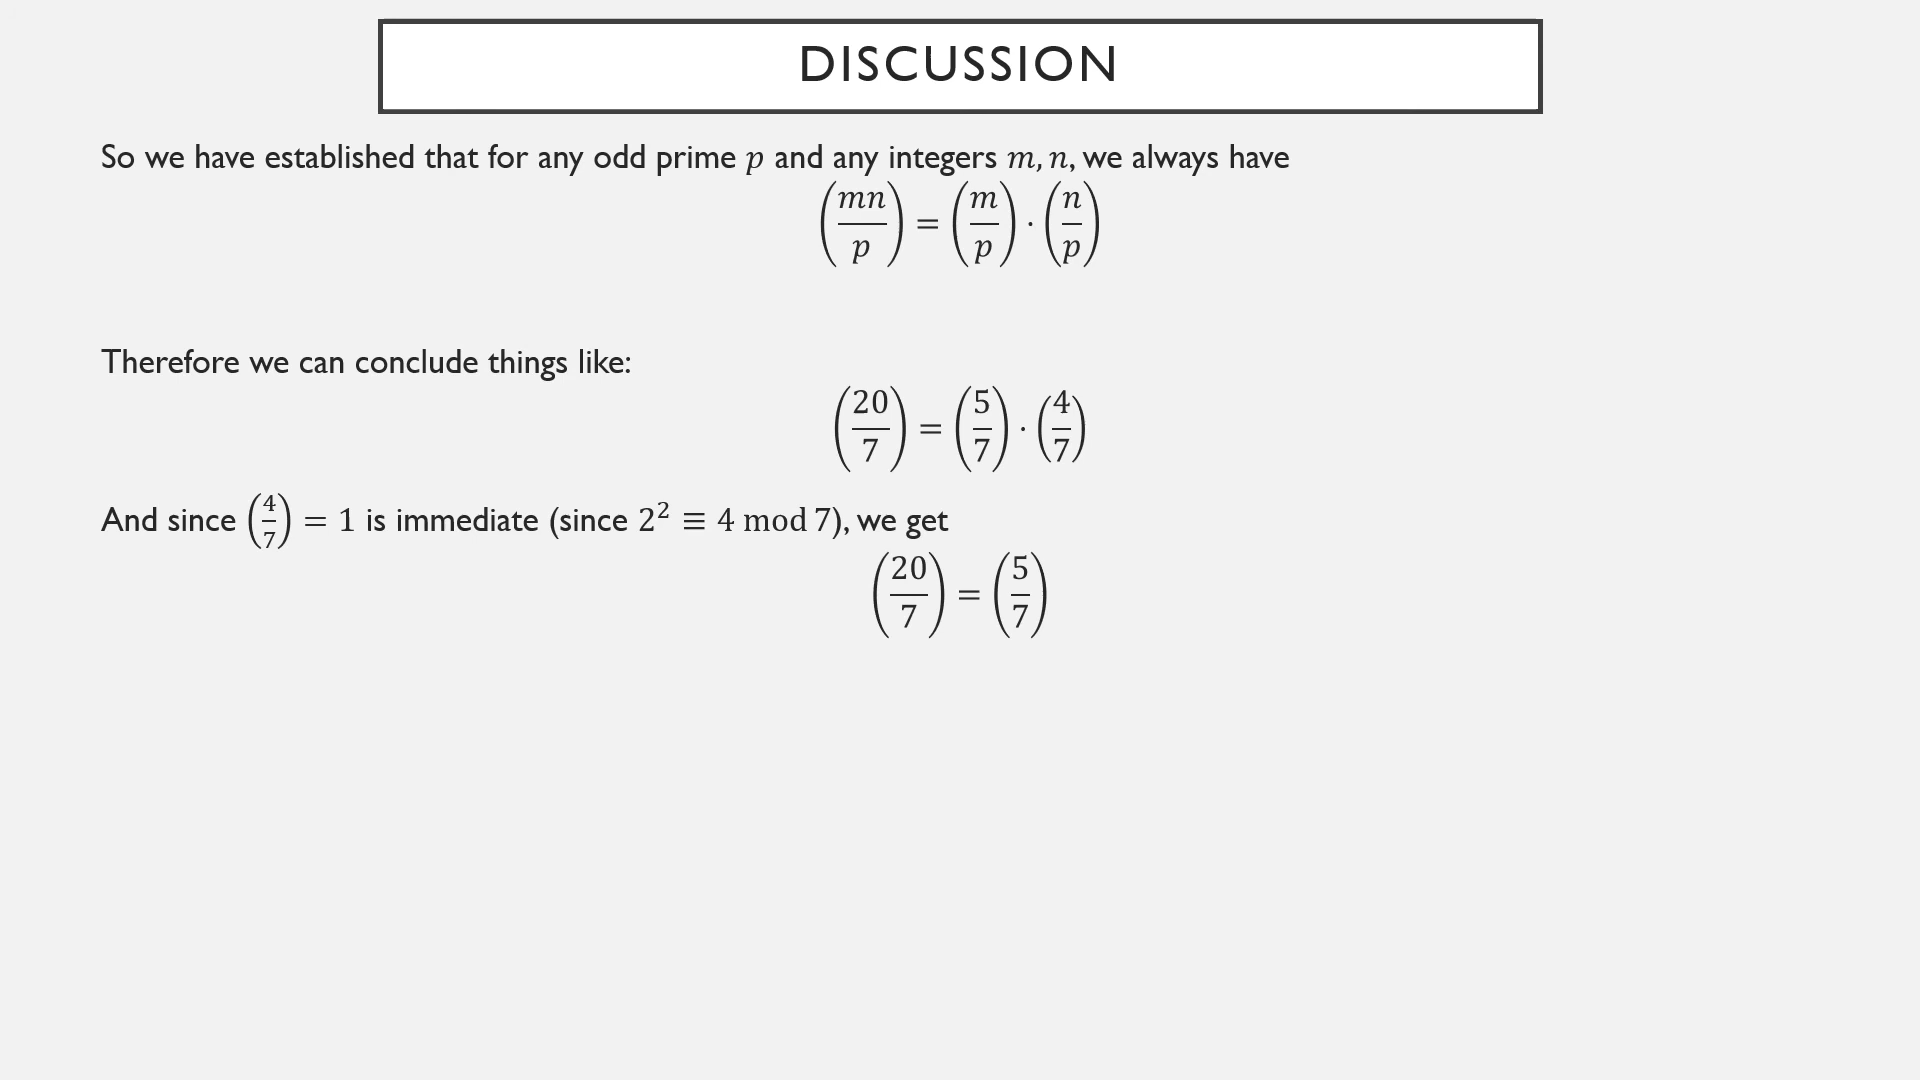 DISCUSSION
So we have established that for any odd prime p and any integers m, n, we always have
(mn/p) = (m/p) · (n/p)
Therefore we can conclude things like:
(20/7) = (5/7) · (4/7)
And since (4/7) = 1 is immediate (since 2² ≡ 4 mod 7), we get
(20/7) = (5/7)